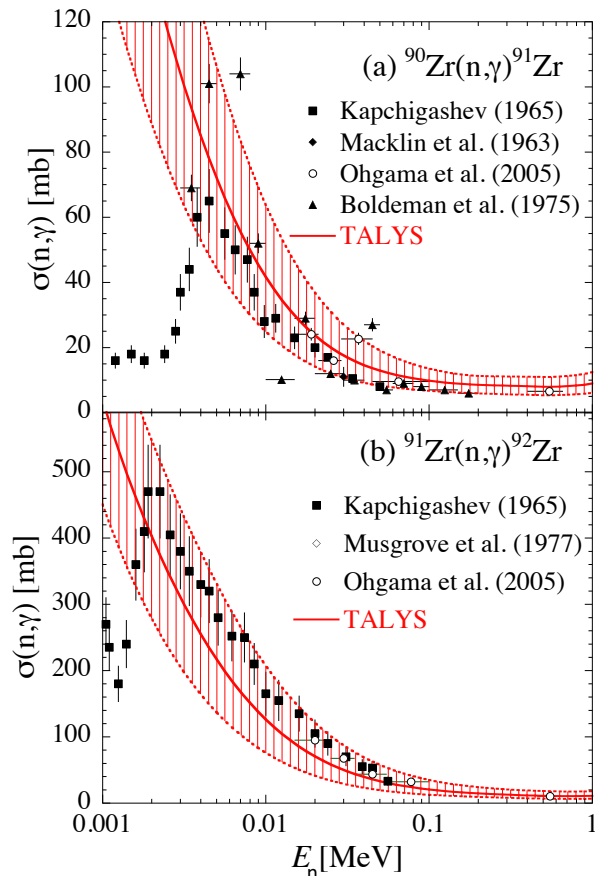 120
100
80
60
40
20
0
σ(n,γ) [mb]
(a) ⁹⁰Zr(n,γ)⁹¹Zr
Kapchigashev (1965)
Macklin et al. (1963)
Ohgama et al. (2005)
Boldeman et al. (1975)
TALYS
500
400
300
200
100
0
σ(n,γ) [mb]
(b) ⁹¹Zr(n,γ)⁹²Zr
Kapchigashev (1965)
Musgrove et al. (1977)
Ohgama et al. (2005)
TALYS
0.001 0.01 0.1 1
Eₙ[MeV]